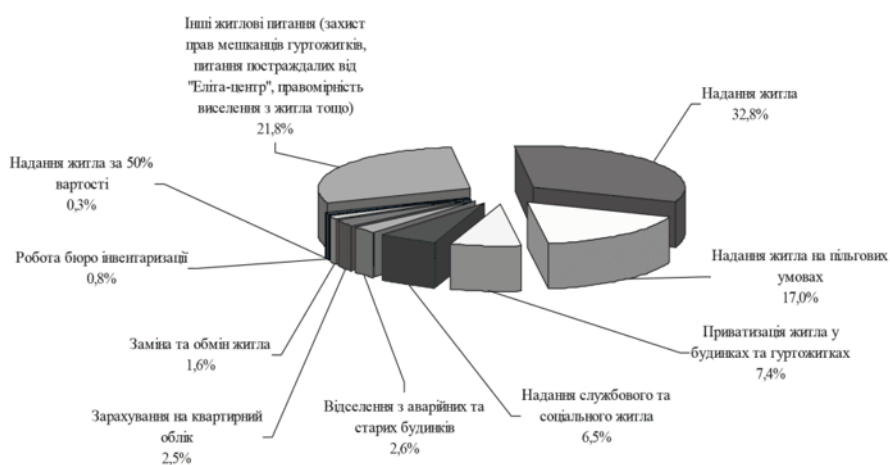 Інші житлові питання (захист
прав мешканців гуртожитків,
питання постраждалих від
"Еліта-центр", правомірність
виселення з житла тощо)
21,8%
Надання житла
32,8%
Надання житла за 50%
вартості
0,3%
Робота бюро інвентаризації
0,8%
Надання житла на пільгових
умовах
17,0%
Заміна та обмін житла
1,6%
Приватизація житла у
будинках та гуртожитках
7,4%
Зарахування на квартирний
облік
2,5%
Відселення з аварійних та
старих будинків
2,6%
Надання службового та
соціального житла
6,5%